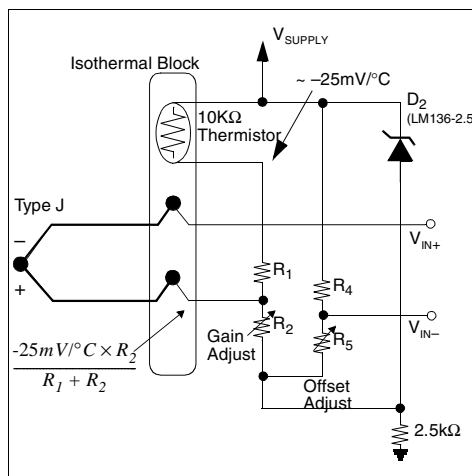 V_SUPPLY
Isothermal Block
~ –25mV/°C
D₂
(LM136-2.5)
10KΩ
Thermistor
Type J
–
+
V_IN+
R₁
R₄
R₂
V_IN–
Gain
Adjust
R₅
-25mV/°C × R₂
R₁ + R₂
Offset
Adjust
2.5kΩ